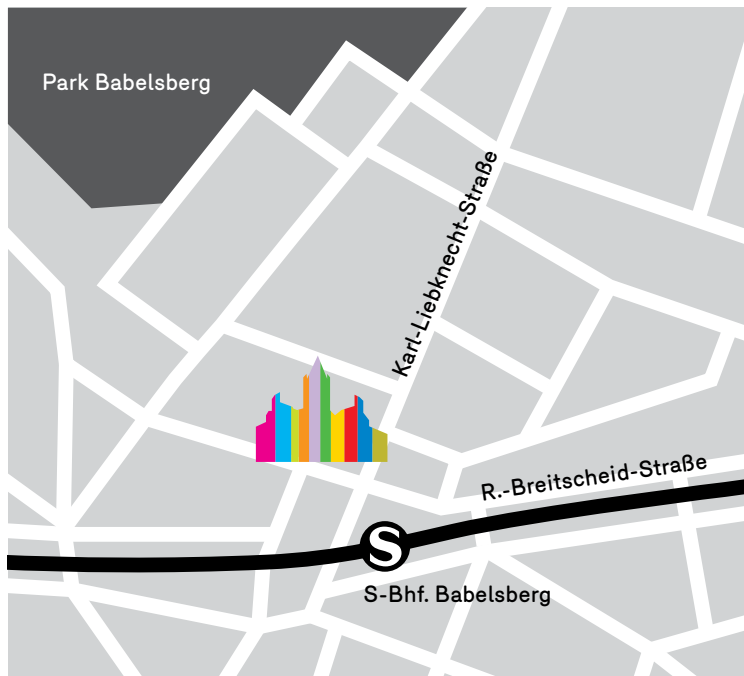 Park Babelsberg
Karl-Liebknecht-Straße
R.-Breitscheid-Straße
S
S-Bhf. Babelsberg